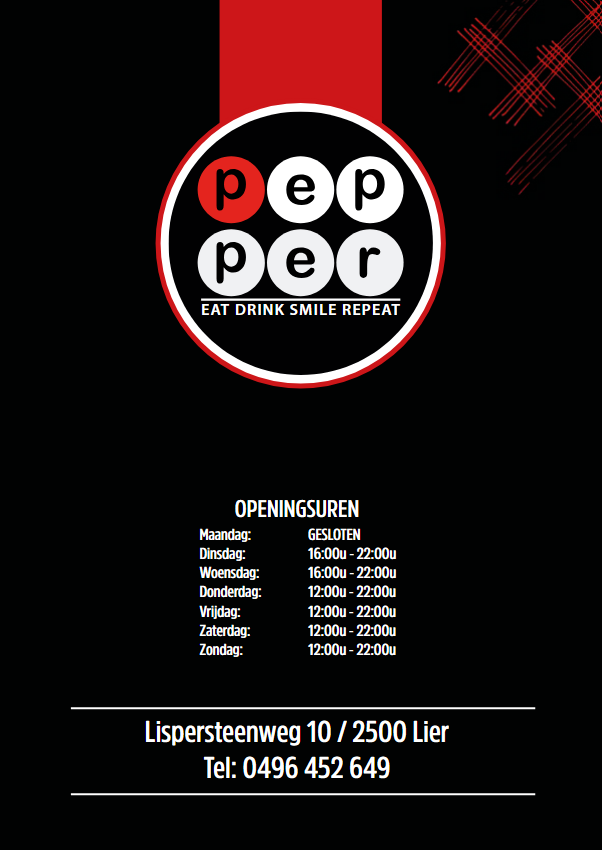 pep
per
EAT DRINK SMILE REPEAT
OPENINGSUREN
Maandag: GESLOTEN
Dinsdag: 16:00u - 22:00u
Woensdag: 16:00u - 22:00u
Donderdag: 12:00u - 22:00u
Vrijdag: 12:00u - 22:00u
Zaterdag: 12:00u - 22:00u
Zondag: 12:00u - 22:00u
Lispersteenweg 10 / 2500 Lier
Tel: 0496 452 649